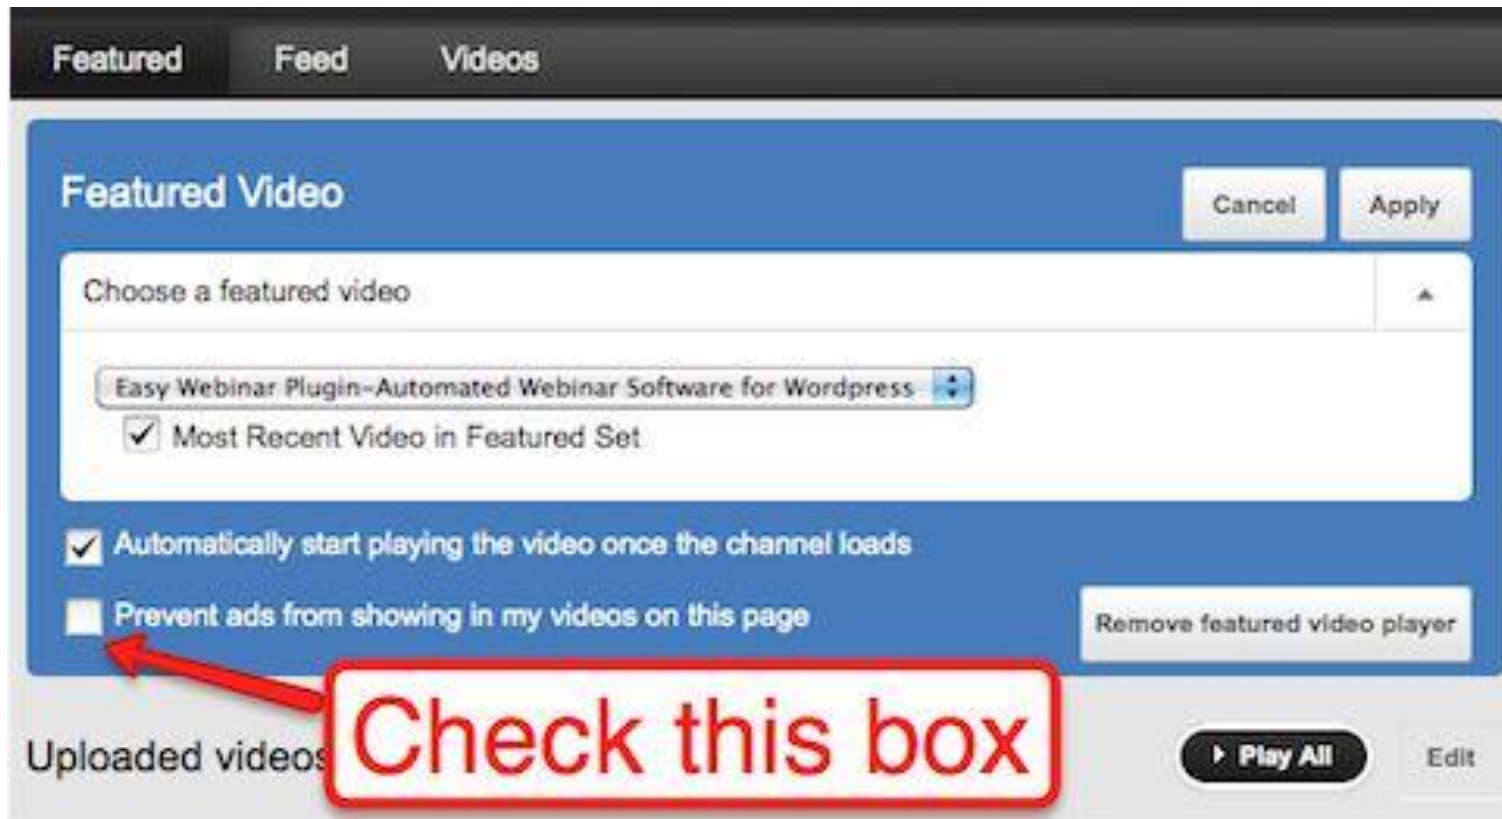 Featured Feed Videos
Featured Video
Cancel Apply
Choose a featured video
Easy Webinar Plugin-Automated Webinar Software for Wordpress
Most Recent Video in Featured Set
Automatically start playing the video once the channel loads
Prevent ads from showing in my videos on this page
Remove featured video player
Check this box
Uploaded videos
Play All Edit